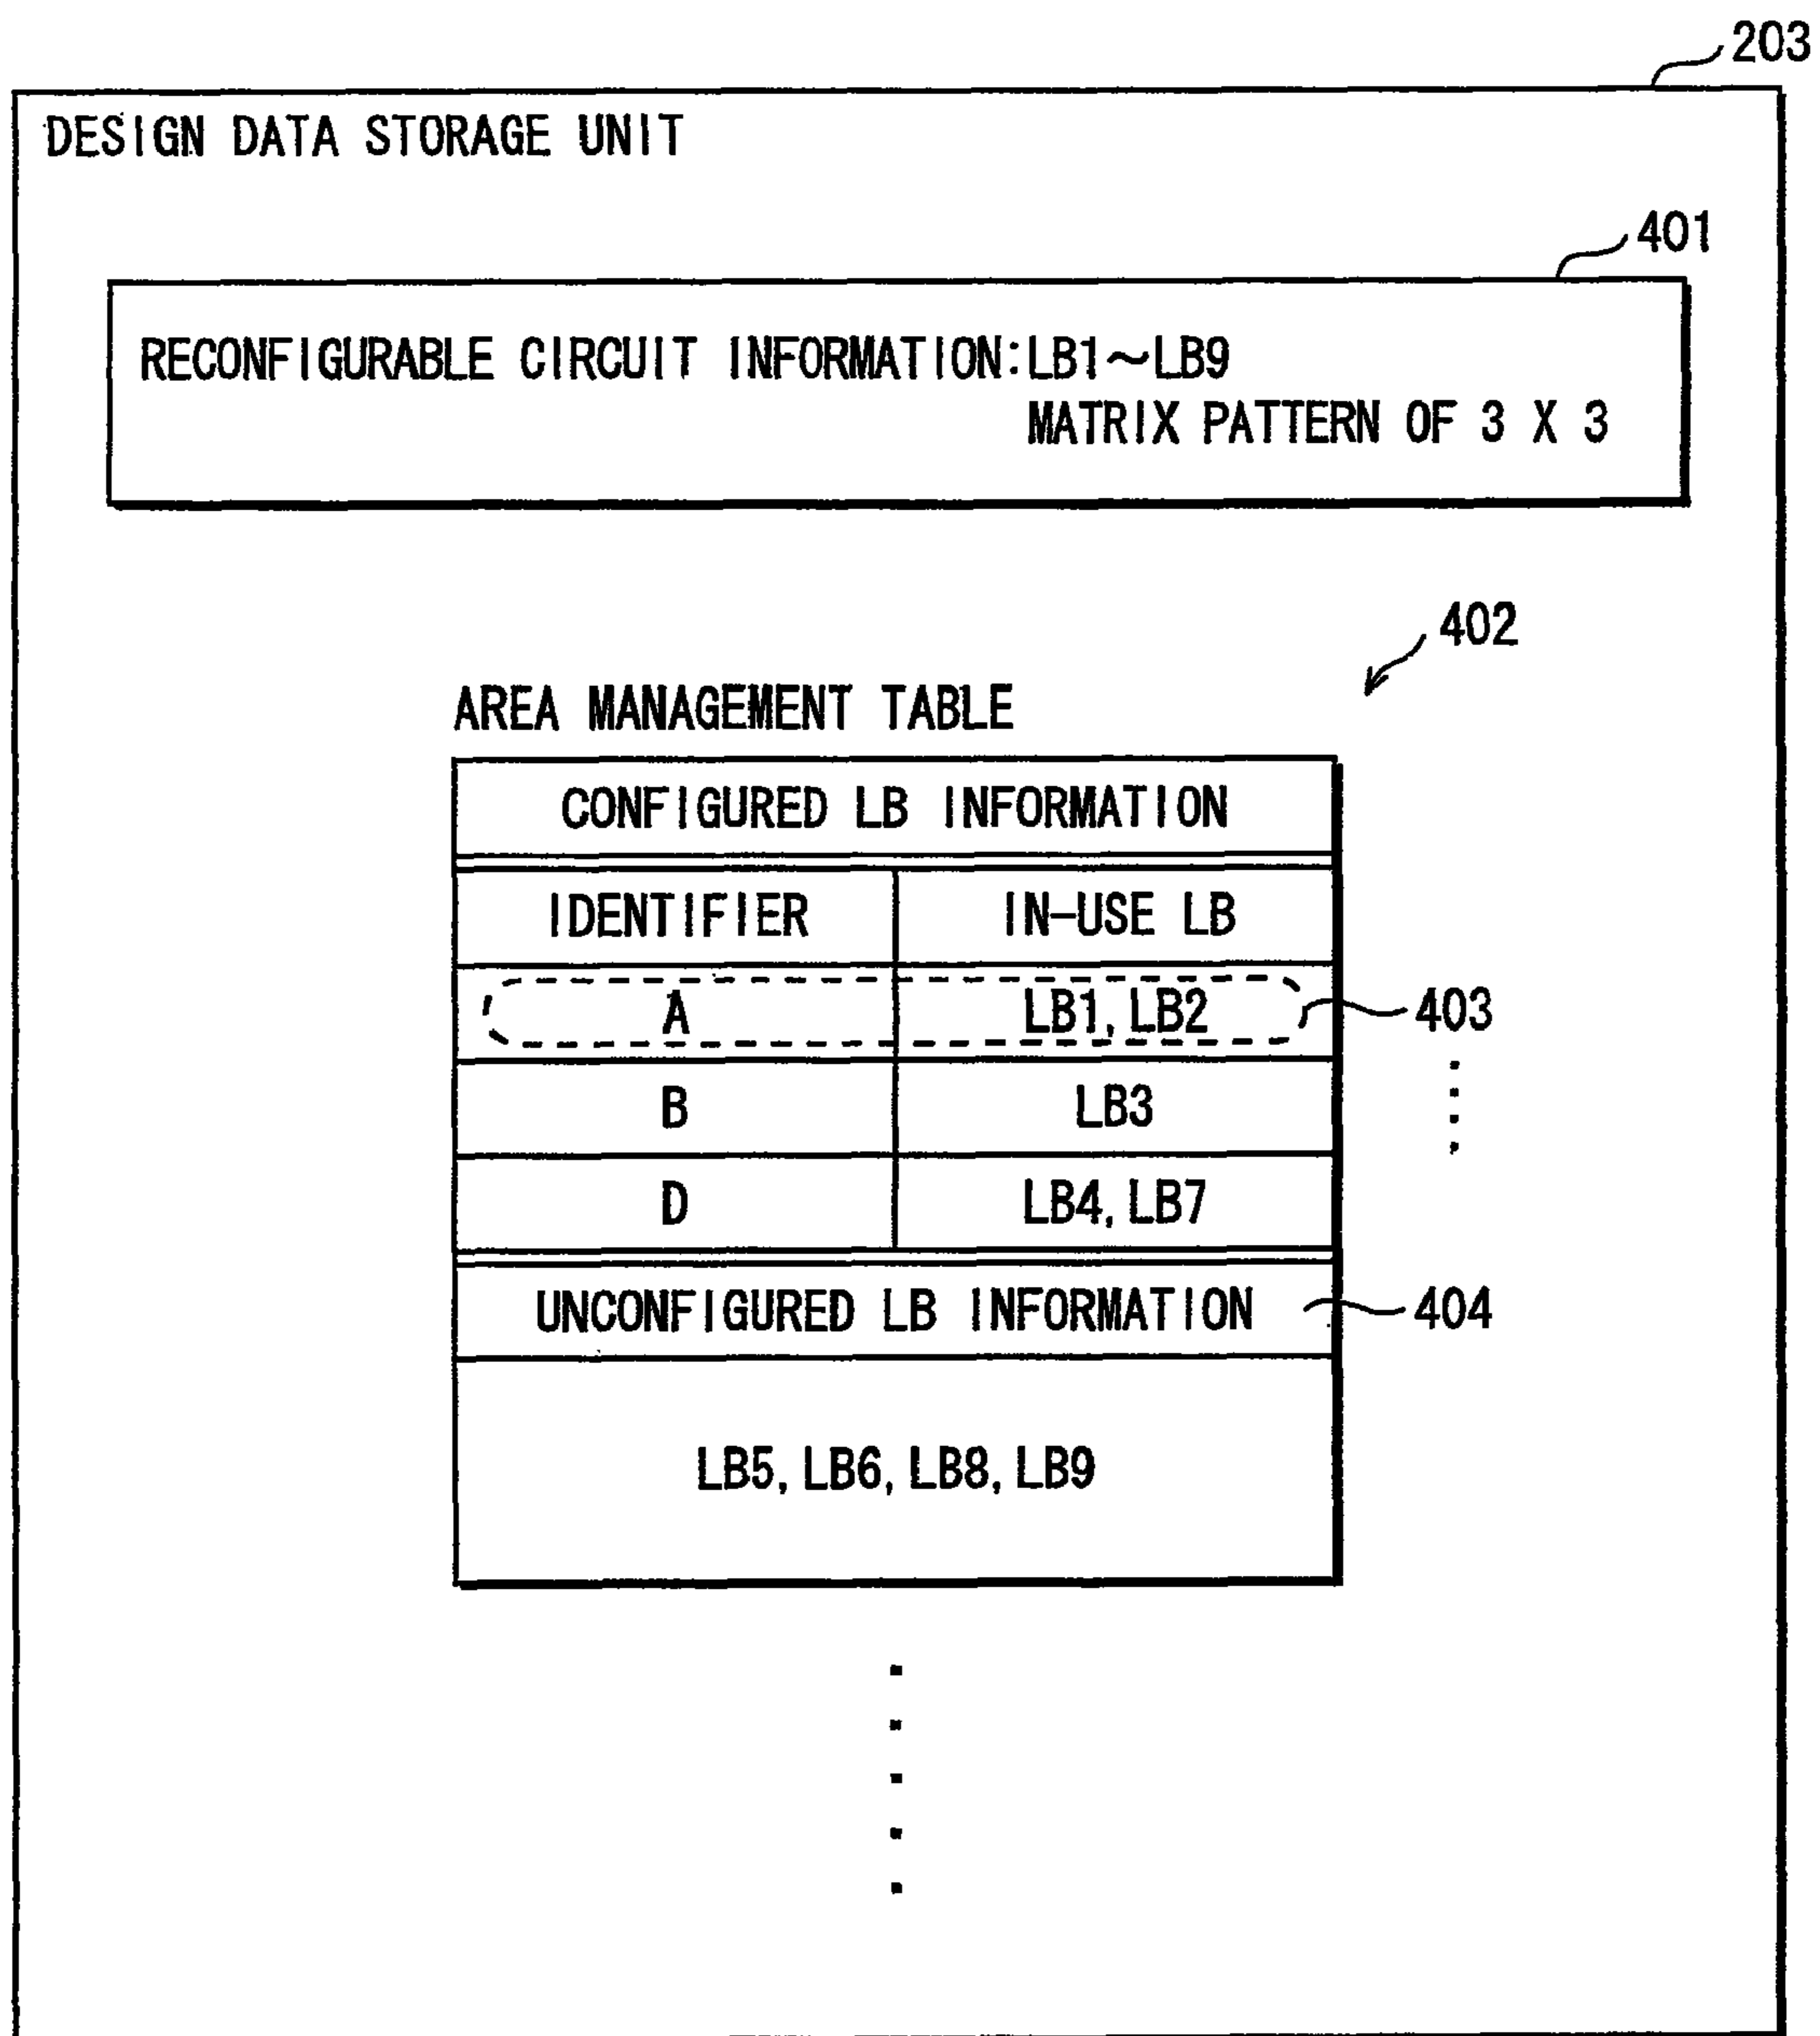 203
DESIGN DATA STORAGE UNIT
401
RECONFIGURABLE CIRCUIT INFORMATION:LB1~LB9
MATRIX PATTERN OF 3 X 3
402
AREA MANAGEMENT TABLE
CONFIGURED LB INFORMATION
IDENTIFIER IN-USE LB
A LB1, LB2 403
B LB3
D LB4, LB7
UNCONFIGURED LB INFORMATION 404
LB5, LB6, LB8, LB9